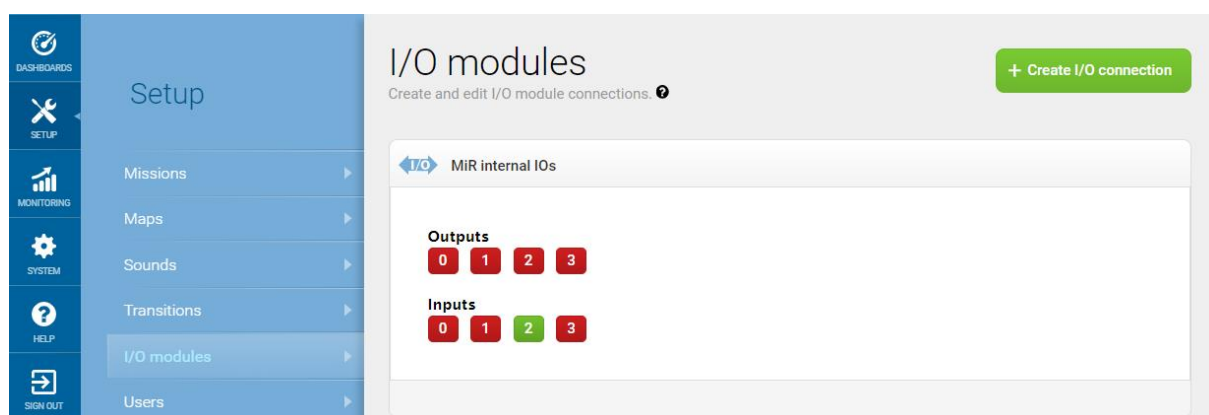 DASHBOARDS
SETUP
MONITORING
SYSTEM
HELP
SIGN OUT
Setup
Missions
Maps
Sounds
Transitions
I/O modules
Users
I/O modules
Create and edit I/O module connections. ?
+ Create I/O connection
I/O MiR internal IOs
Outputs
0 1 2 3
Inputs
0 1 2 3